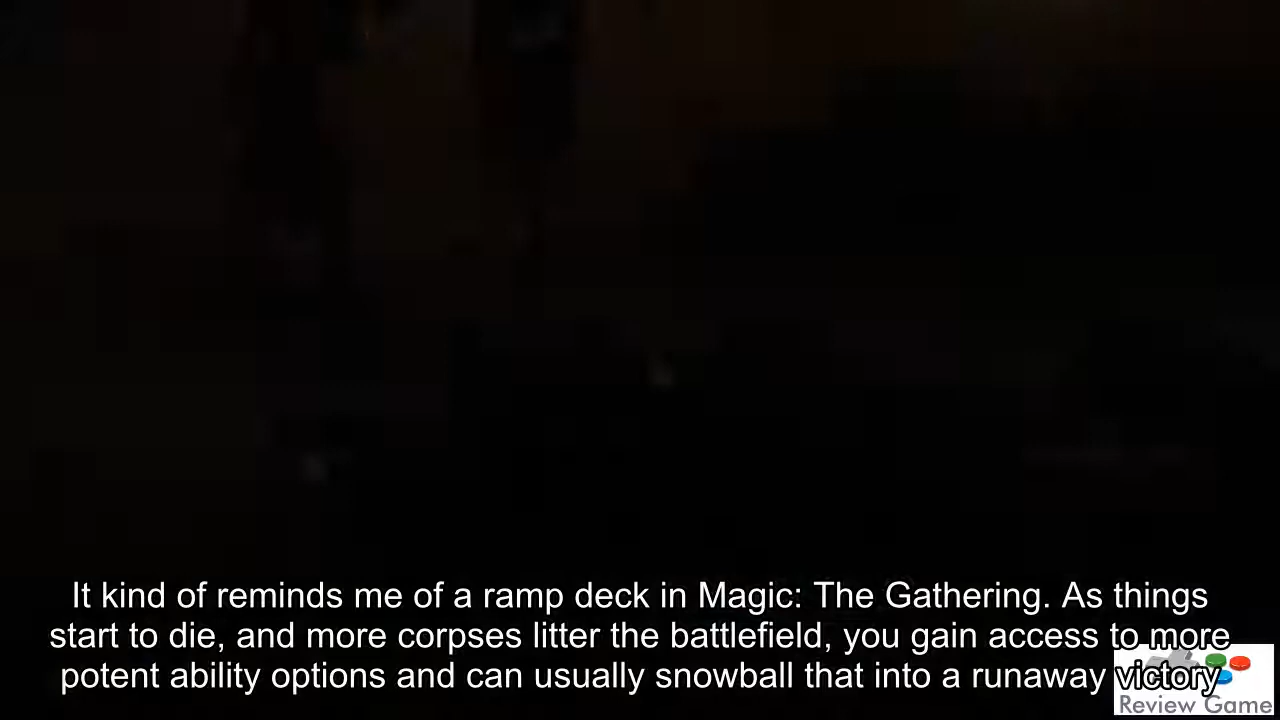 It kind of reminds me of a ramp deck in Magic: The Gathering. As things
start to die, and more corpses litter the battlefield, you gain access to more
potent ability options and can usually snowball that into a runaway victory
Review Game